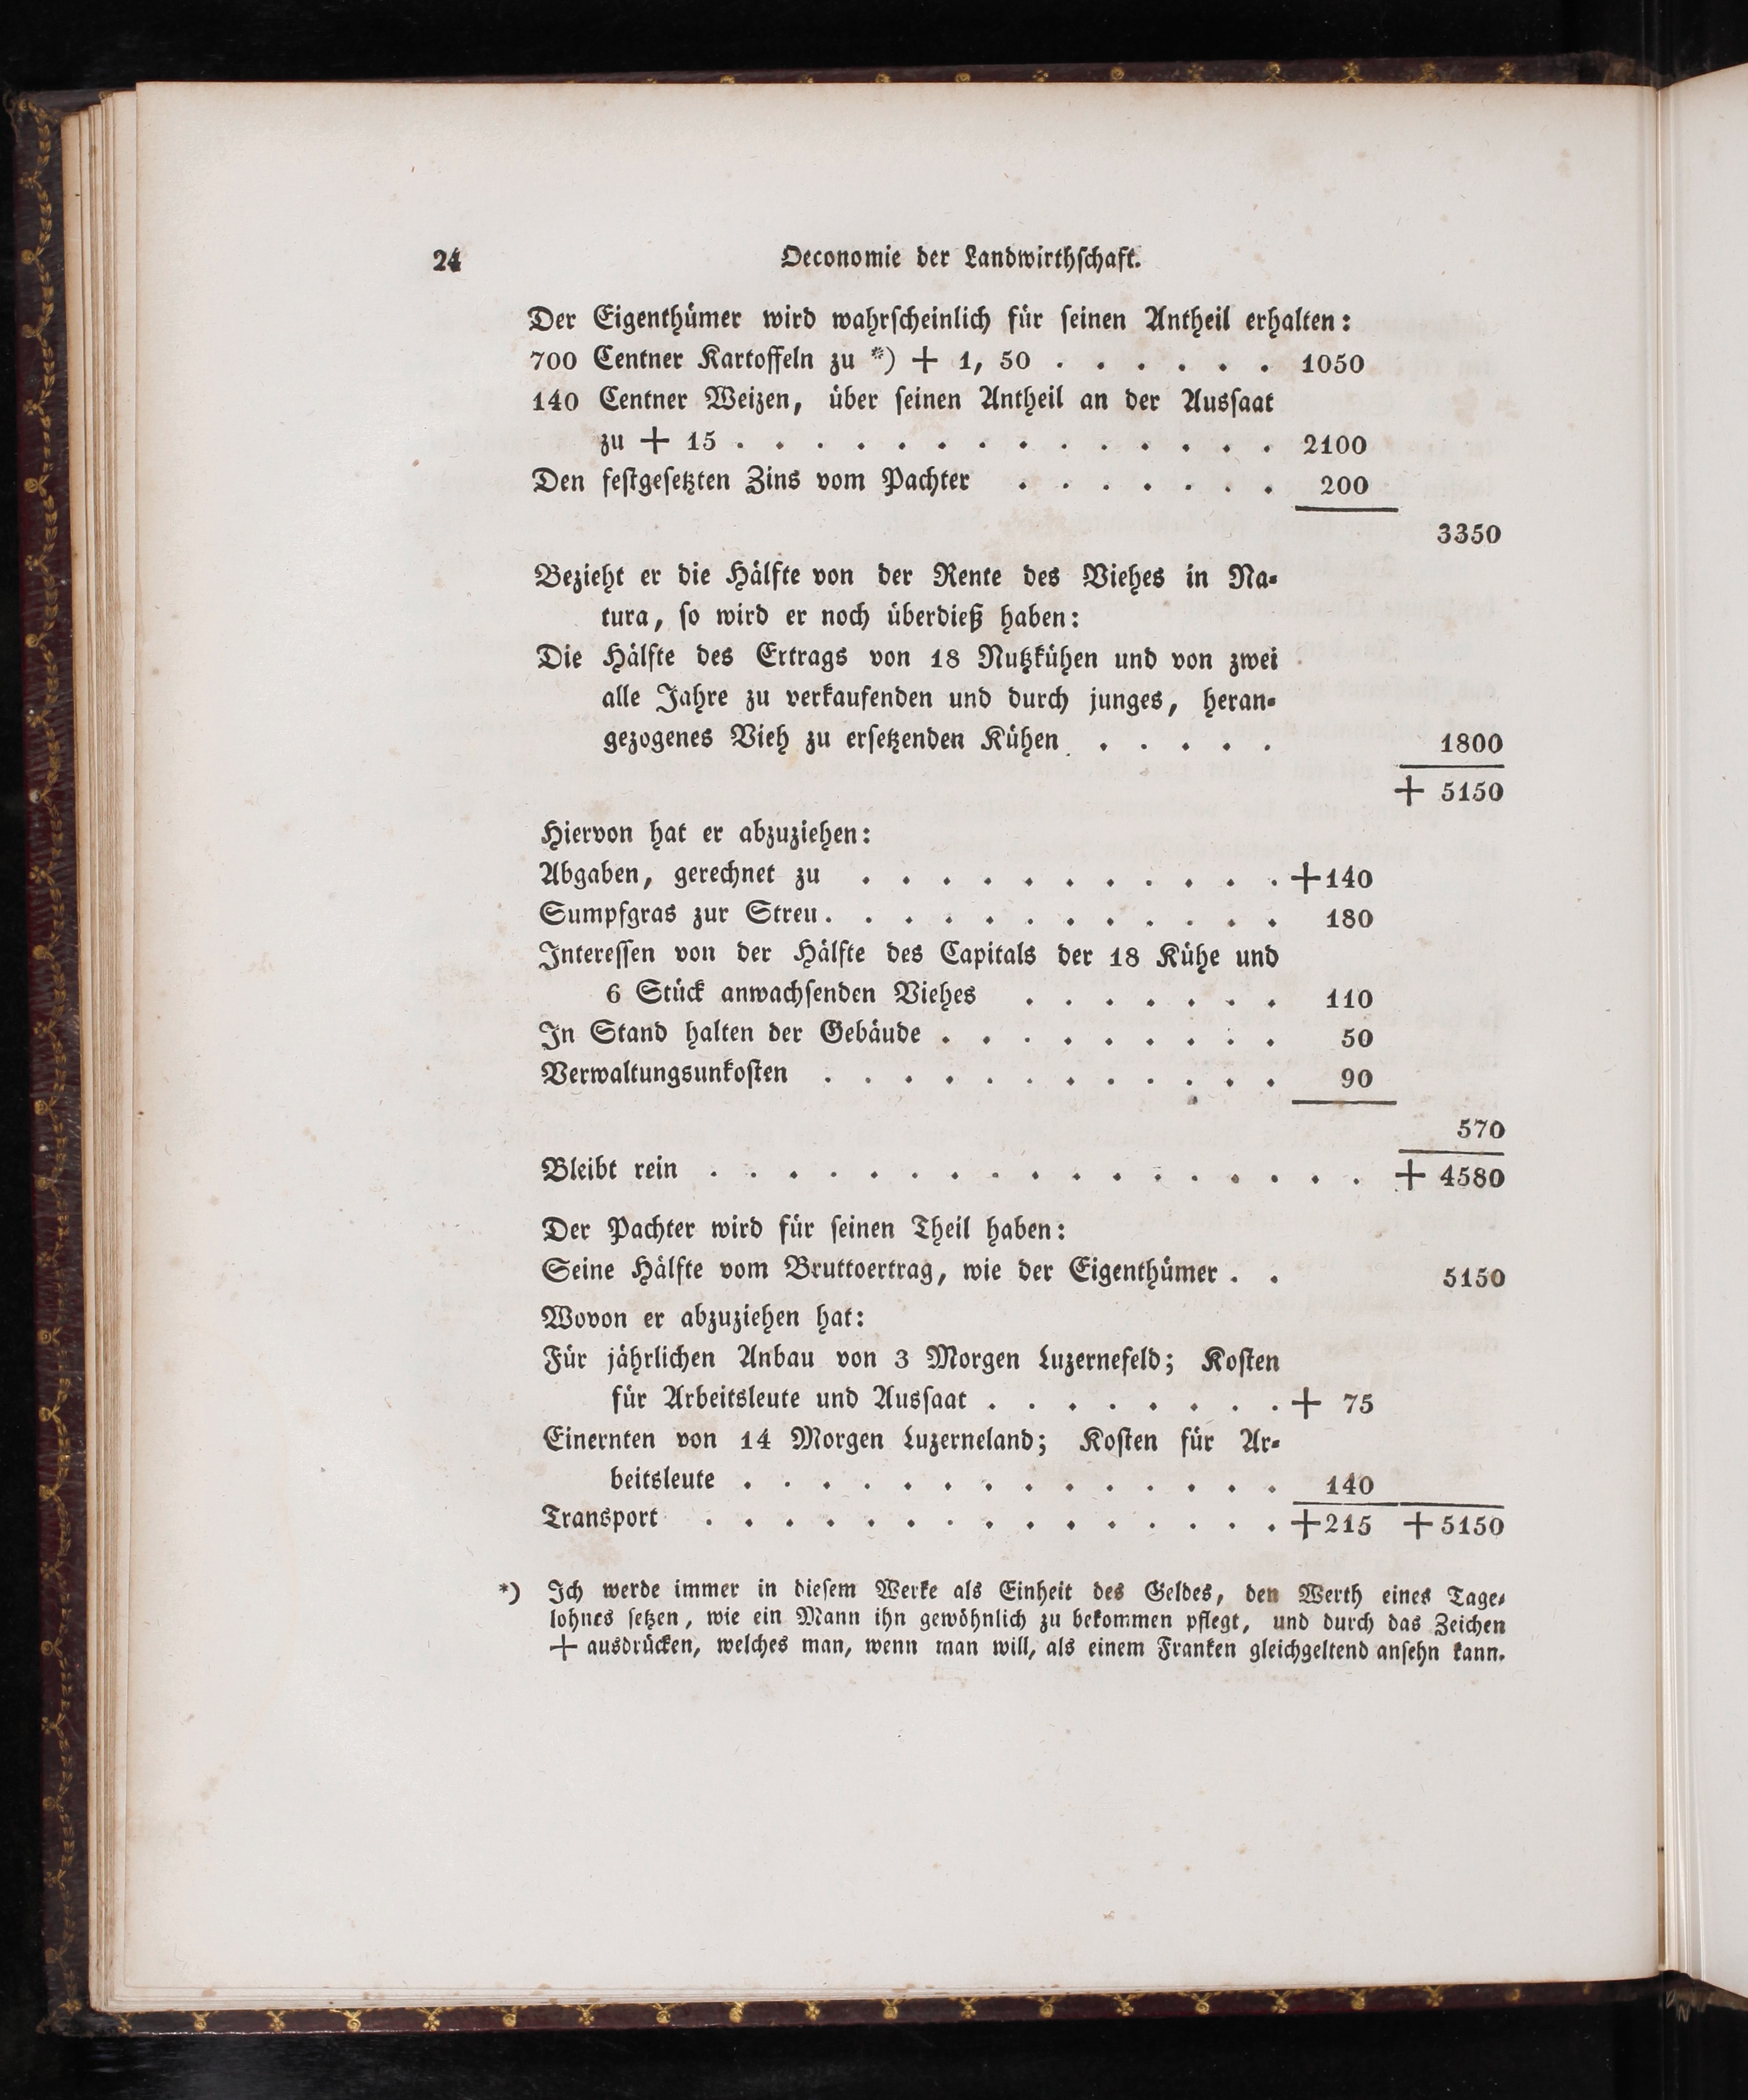 24 Oeconomie der Landwirthschaft.
Der Eigenthümer wird wahrscheinlich für seinen Antheil erhalten:
700 Centner Kartoffeln zu *) + 1, 50 . . . . . . 1050
140 Centner Weizen, über seinen Antheil an der Aussaat
zu + 15 . . . . . . . . . . . . . . 2100
Den festgesetzten Zins vom Pachter . . . . . . . 200
3350
Bezieht er die Hälfte von der Rente des Viehes in Na-
tura, so wird er noch überdieß haben:
Die Hälfte des Ertrags von 18 Nutzkühen und von zwei
alle Jahre zu verkaufenden und durch junges, heran-
gezogenes Vieh zu ersetzenden Kühen . . . . . 1800
+ 5150
Hiervon hat er abzuziehen:
Abgaben, gerechnet zu . . . . . . . . . . . +140
Sumpfgras zur Streu. . . . . . . . . . . . 180
Interessen von der Hälfte des Capitals der 18 Kühe und
6 Stück anwachsenden Viehes . . . . . . . 110
In Stand halten der Gebäude . . . . . . . . . 50
Verwaltungsunkosten . . . . . . . . . . . . 90
570
Bleibt rein . . . . . . . . . . . . . . . . . + 4580
Der Pachter wird für seinen Theil haben:
Seine Hälfte vom Bruttoertrag, wie der Eigenthümer . . 5150
Wovon er abzuziehen hat:
Für jährlichen Anbau von 3 Morgen Luzernefeld; Kosten
für Arbeitsleute und Aussaat . . . . . . . . + 75
Einernten von 14 Morgen Luzerneland; Kosten für Ar-
beitsleute . . . . . . . . . . . . . . 140
Transport . . . . . . . . . . . . . . . +215 +5150
*) Ich werde immer in diesem Werke als Einheit des Geldes, den Werth eines Tage-
lohnes setzen, wie ein Mann ihn gewöhnlich zu bekommen pflegt, und durch das Zeichen
+ ausdrücken, welches man, wenn man will, als einem Franken gleichgeltend ansehn kann.